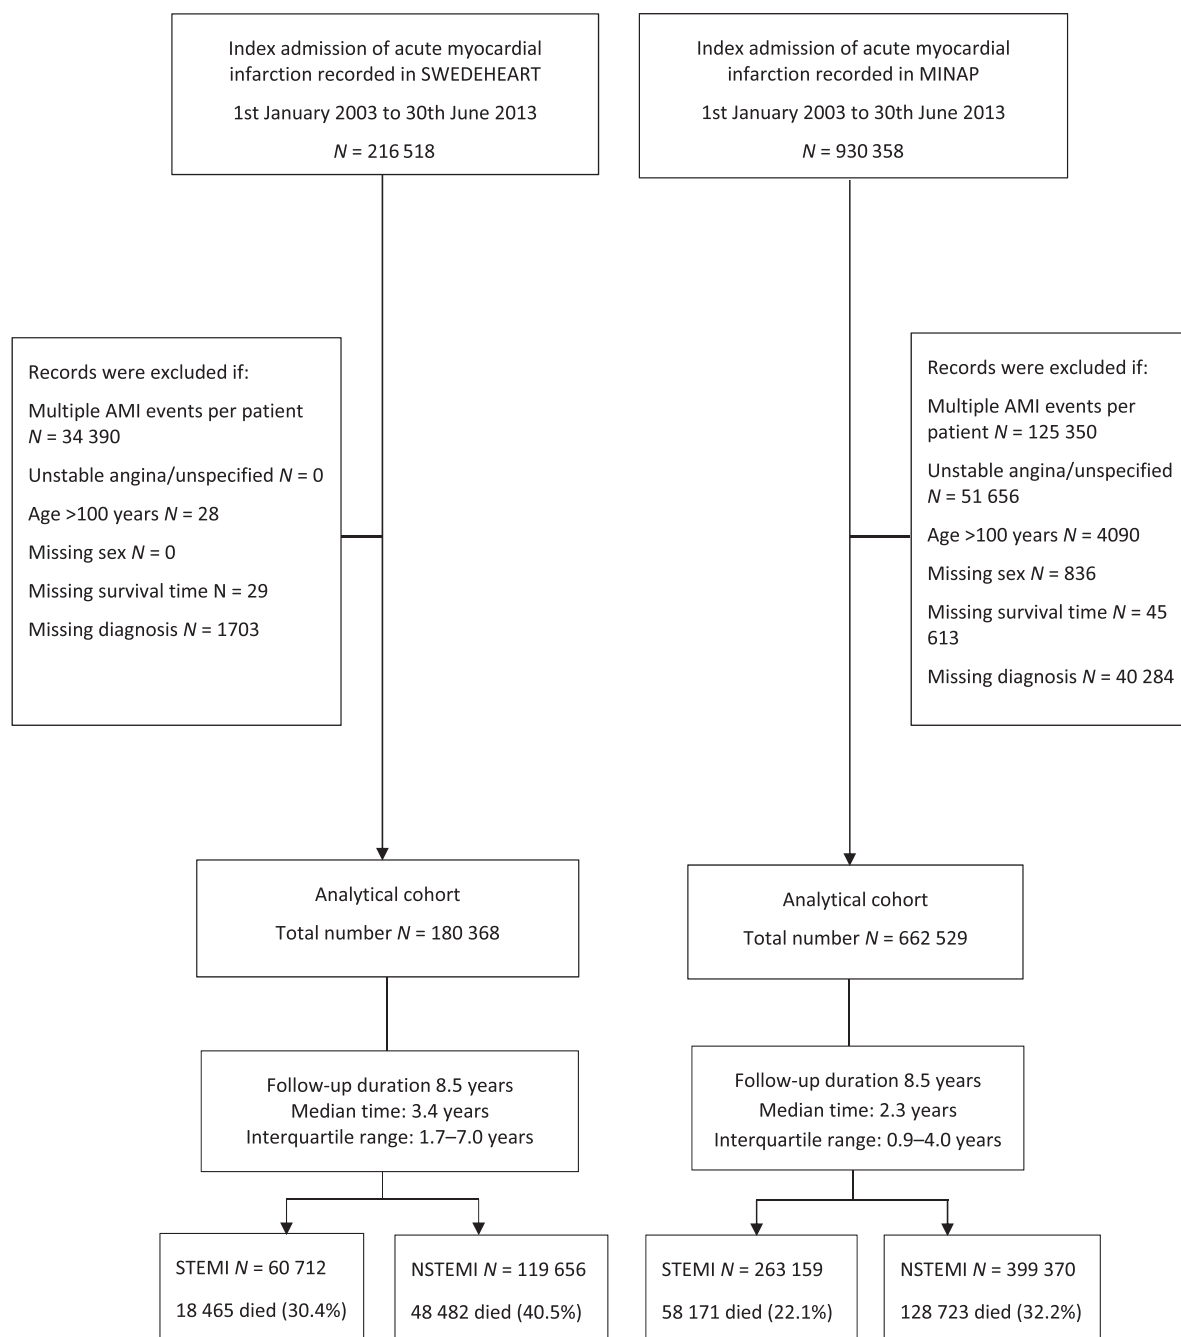 Index admission of acute myocardial
infarction recorded in SWEDEHEART
1st January 2003 to 30th June 2013
N = 216 518
Index admission of acute myocardial
infarction recorded in MINAP
1st January 2003 to 30th June 2013
N = 930 358
Records were excluded if:
Multiple AMI events per patient
N = 34 390
Unstable angina/unspecified N = 0
Age >100 years N = 28
Missing sex N = 0
Missing survival time N = 29
Missing diagnosis N = 1703
Records were excluded if:
Multiple AMI events per
patient N = 125 350
Unstable angina/unspecified
N = 51 656
Age >100 years N = 4090
Missing sex N = 836
Missing survival time N = 45
613
Missing diagnosis N = 40 284
Analytical cohort
Total number N = 180 368
Analytical cohort
Total number N = 662 529
Follow-up duration 8.5 years
Median time: 3.4 years
Interquartile range: 1.7–7.0 years
Follow-up duration 8.5 years
Median time: 2.3 years
Interquartile range: 0.9–4.0 years
STEMI N = 60 712
18 465 died (30.4%)
NSTEMI N = 119 656
48 482 died (40.5%)
STEMI N = 263 159
58 171 died (22.1%)
NSTEMI N = 399 370
128 723 died (32.2%)